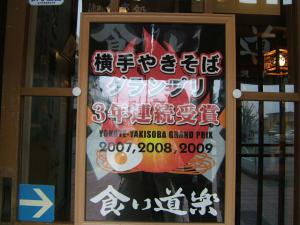 横手やきそば
グランプリ
3年連続受賞
YOKOTE-YAKISOBA GRAND PRIX
2007,2008,2009
食い道楽